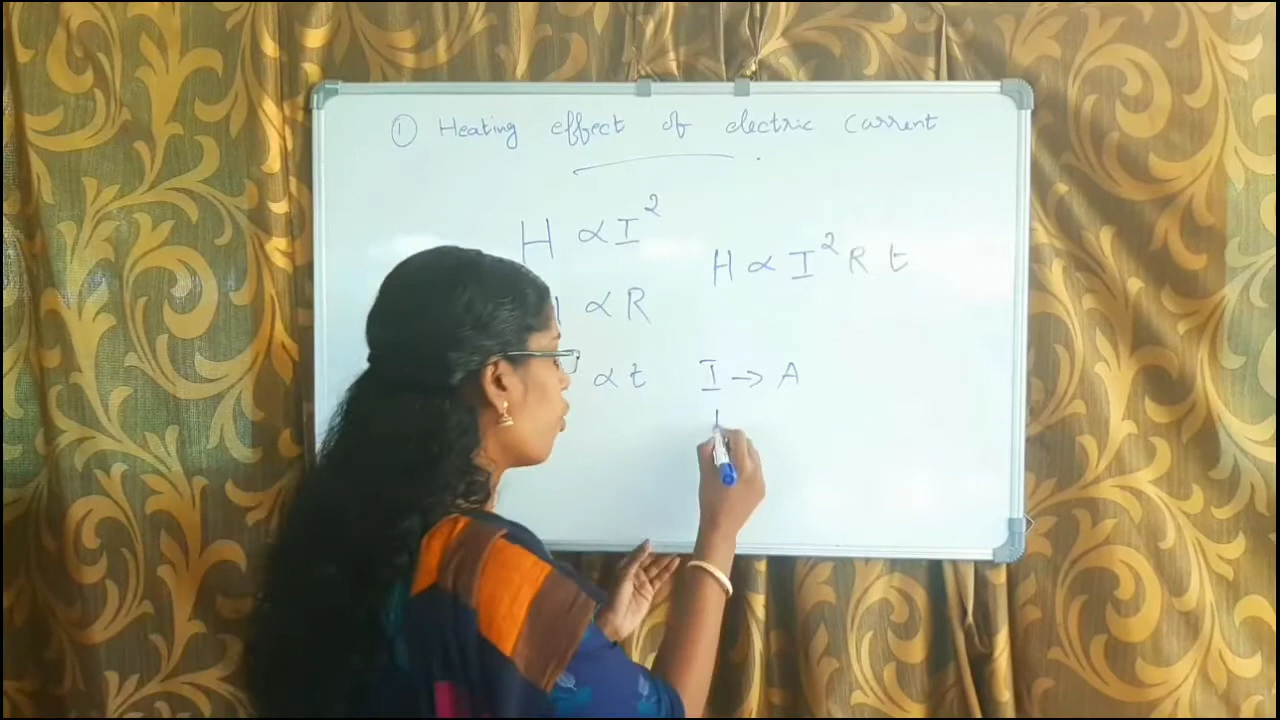 ① Heating effect of electric current
H ∝ I²
∝ R
∝ t
H ∝ I² R t
I → A